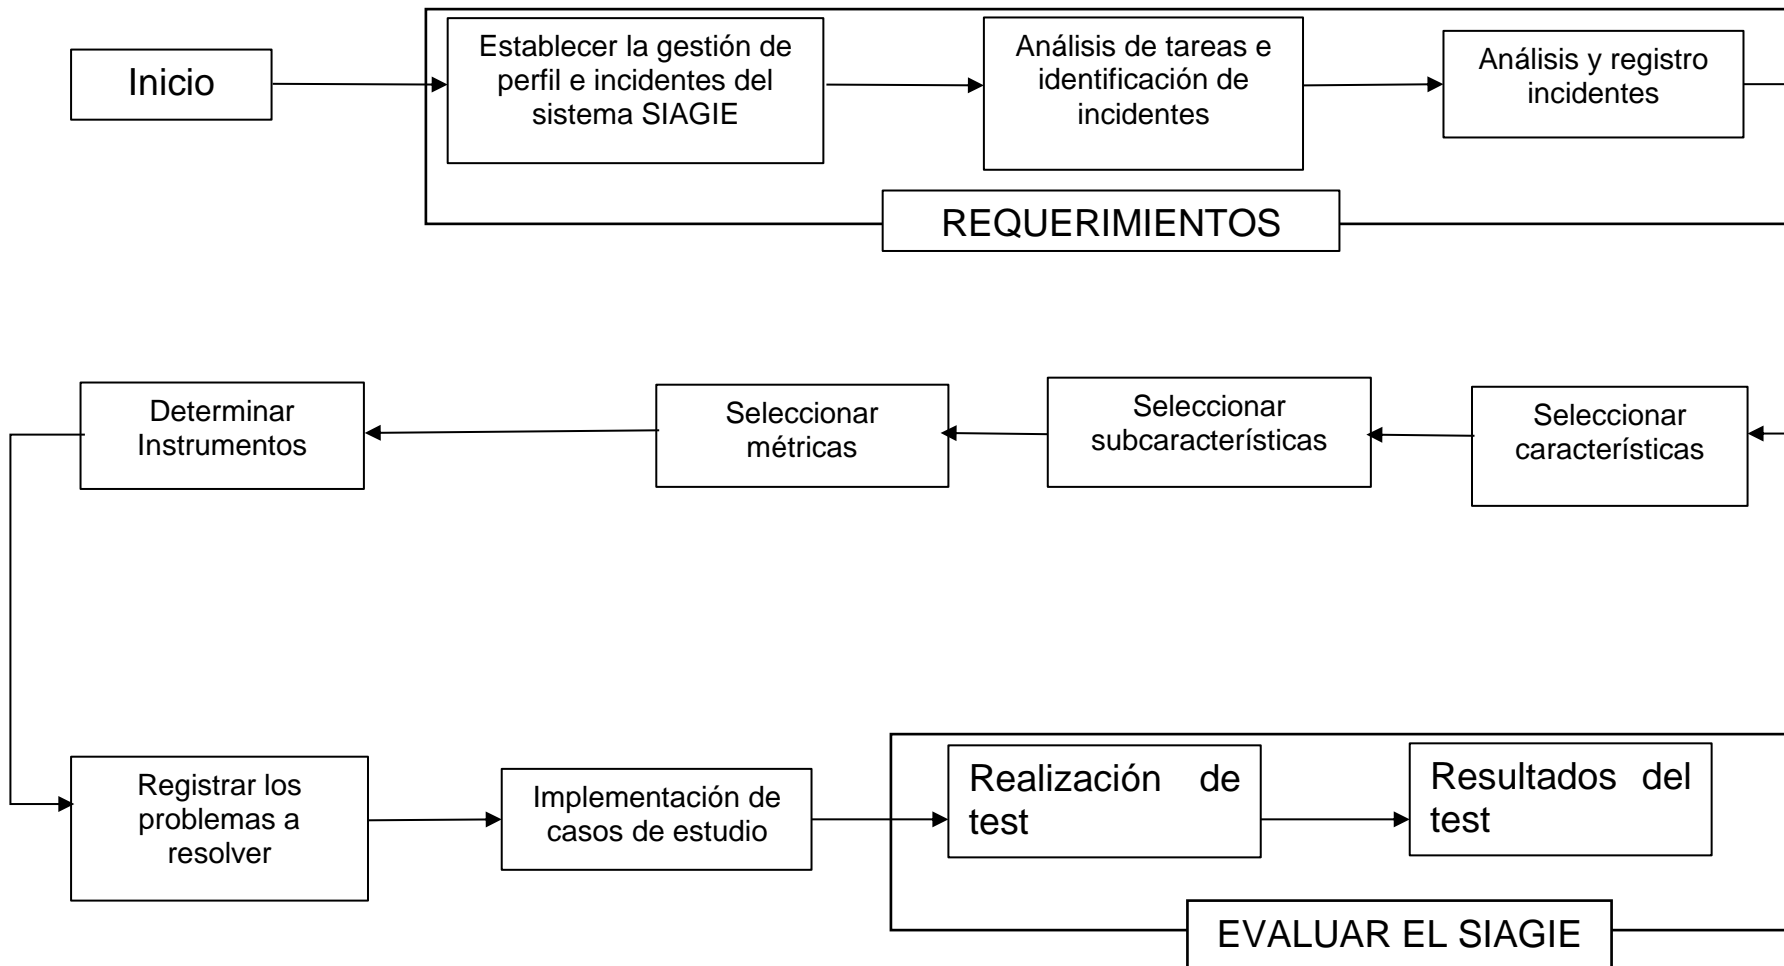 Inicio
Establecer la gestión de
perfil e incidentes del
sistema SIAGIE
Análisis de tareas e
identificación de
incidentes
Análisis y registro
incidentes
REQUERIMIENTOS
Determinar
Instrumentos
Seleccionar
métricas
Seleccionar
subcaracterísticas
Seleccionar
características
Registrar los
problemas a
resolver
Implementación de
casos de estudio
Realización de
test
Resultados del
test
EVALUAR EL SIAGIE